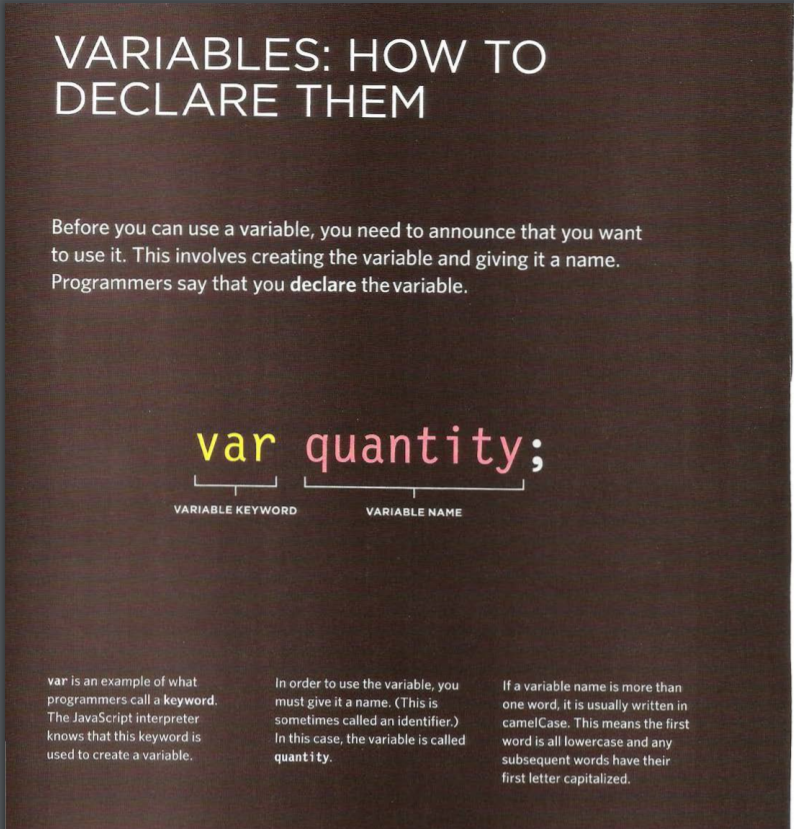 VARIABLES: HOW TO
DECLARE THEM
Before you can use a variable, you need to announce that you want
to use it. This involves creating the variable and giving it a name.
Programmers say that you declare the variable.
var quantity;
VARIABLE KEYWORD
VARIABLE NAME
var is an example of what
programmers call a keyword.
The JavaScript interpreter
knows that this keyword is
used to create a variable.
In order to use the variable, you
must give it a name. (This is
sometimes called an identifier.)
In this case, the variable is called
quantity.
If a variable name is more than
one word, it is usually written in
camelCase. This means the first
word is all lowercase and any
subsequent words have their
first letter capitalized.